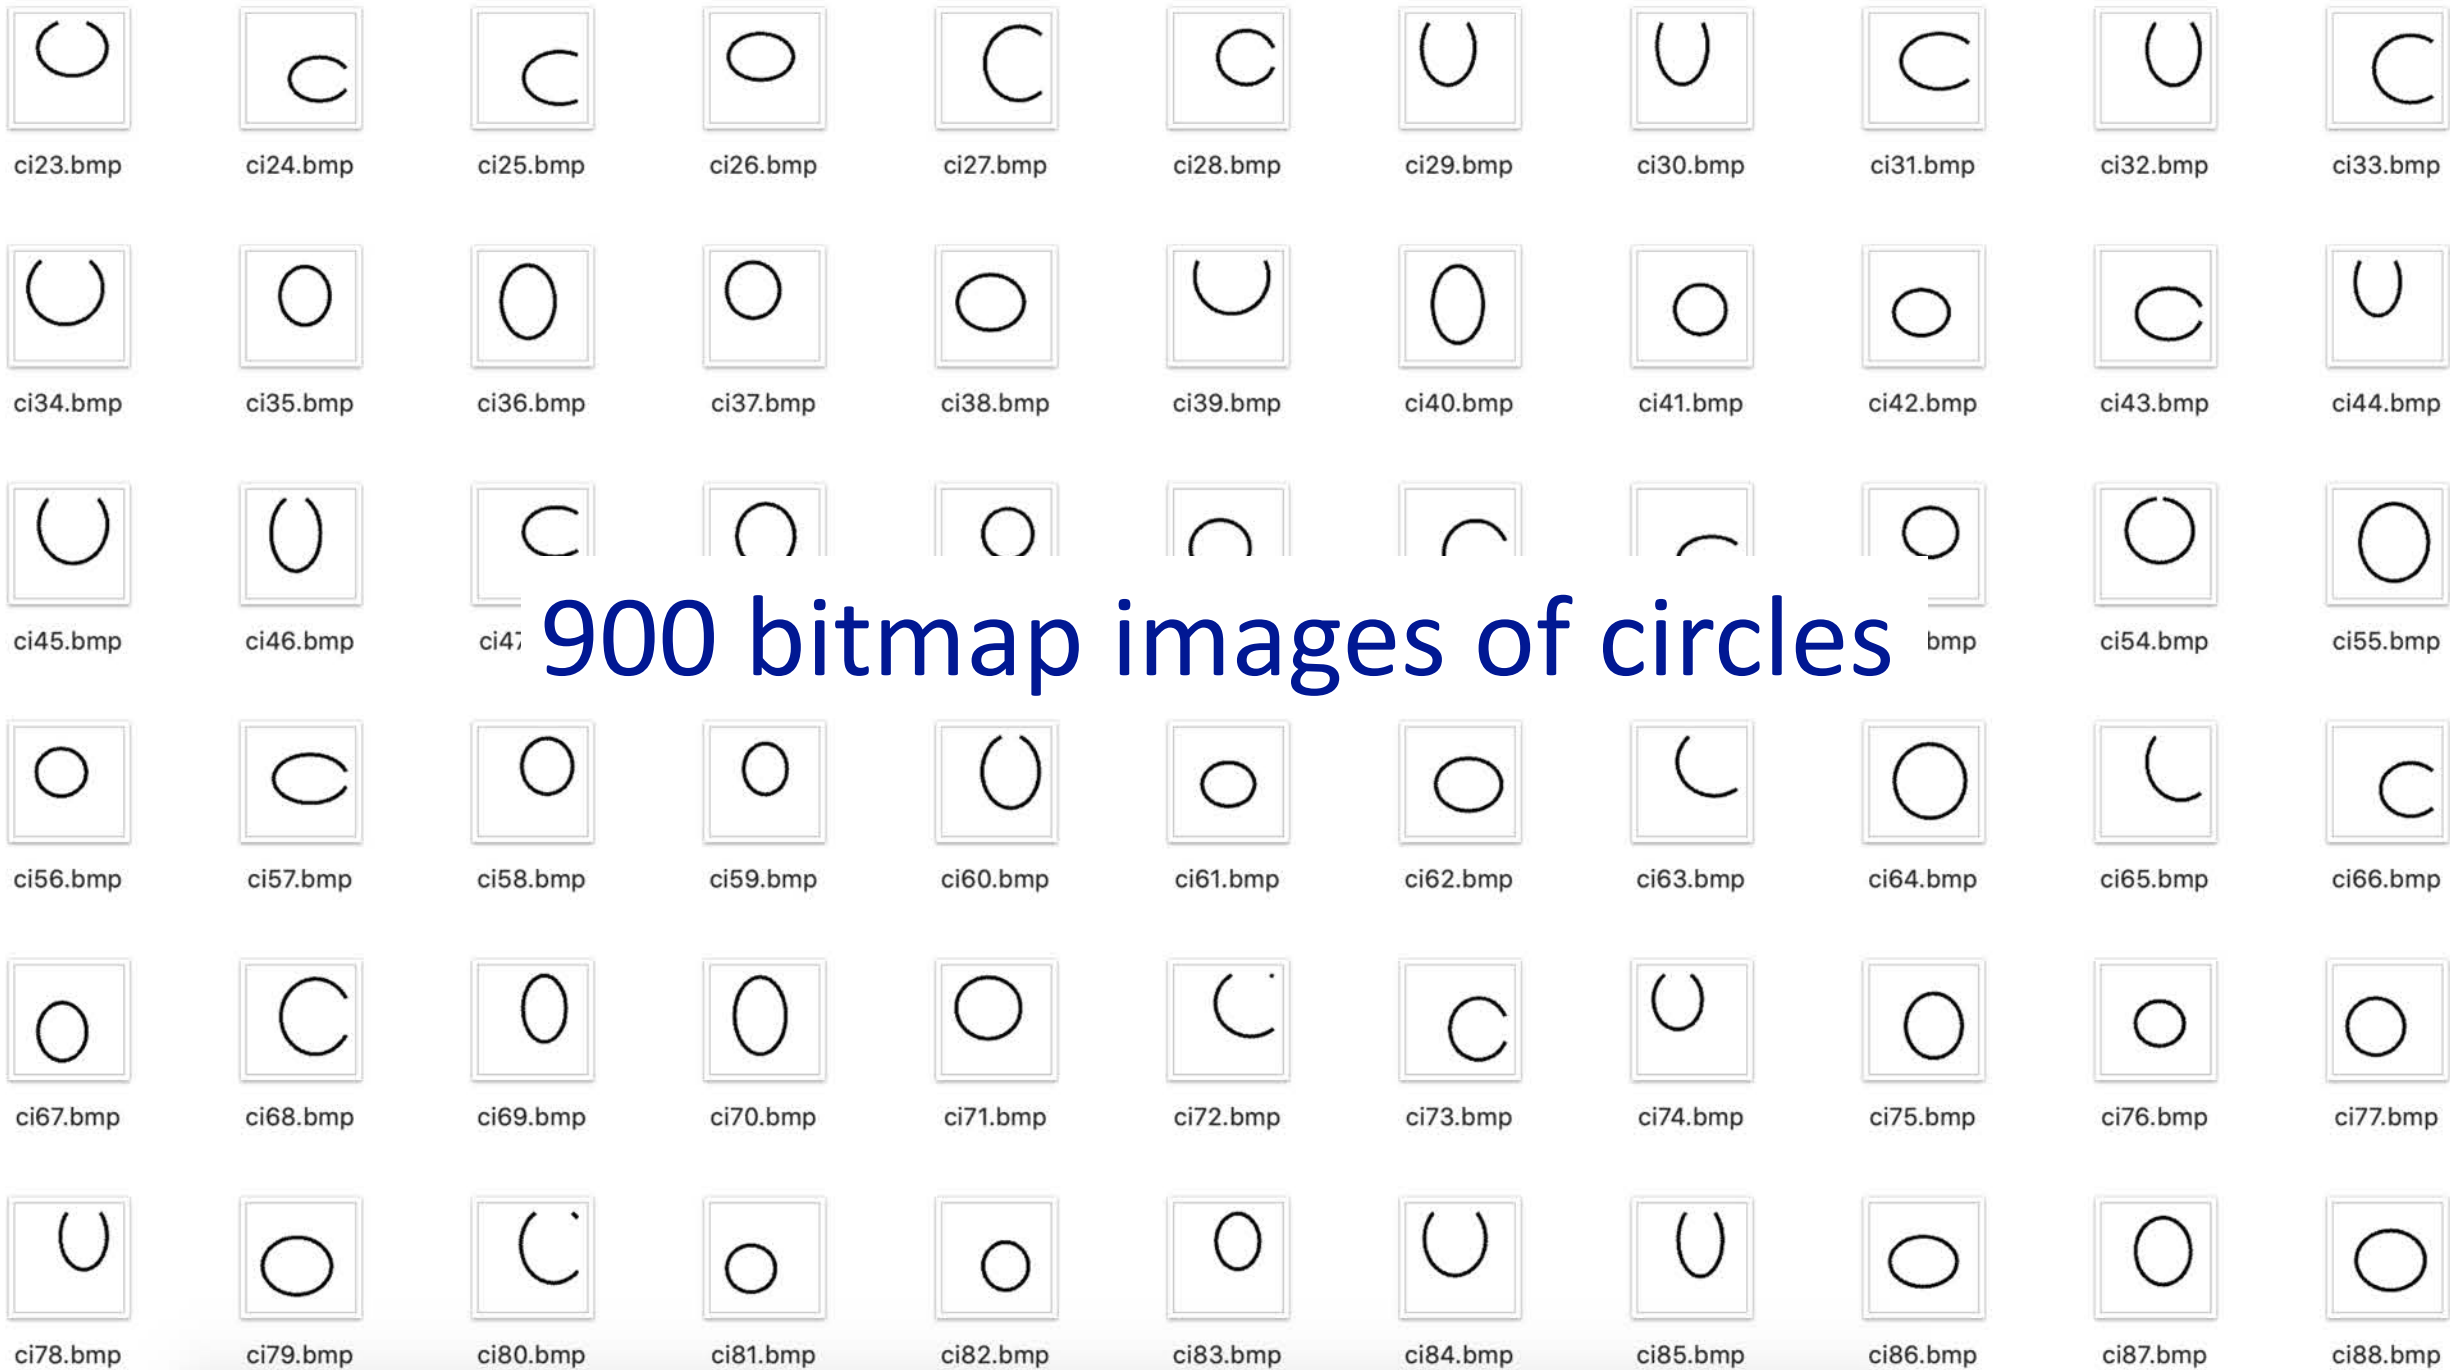 ci23.bmp ci24.bmp ci25.bmp ci26.bmp ci27.bmp ci28.bmp ci29.bmp ci30.bmp ci31.bmp ci32.bmp ci33.bmp
ci34.bmp ci35.bmp ci36.bmp ci37.bmp ci38.bmp ci39.bmp ci40.bmp ci41.bmp ci42.bmp ci43.bmp ci44.bmp
900 bitmap images of circles
ci45.bmp ci46.bmp ci47 bmp ci54.bmp ci55.bmp
ci56.bmp ci57.bmp ci58.bmp ci59.bmp ci60.bmp ci61.bmp ci62.bmp ci63.bmp ci64.bmp ci65.bmp ci66.bmp
ci67.bmp ci68.bmp ci69.bmp ci70.bmp ci71.bmp ci72.bmp ci73.bmp ci74.bmp ci75.bmp ci76.bmp ci77.bmp
ci78.bmp ci79.bmp ci80.bmp ci81.bmp ci82.bmp ci83.bmp ci84.bmp ci85.bmp ci86.bmp ci87.bmp ci88.bmp